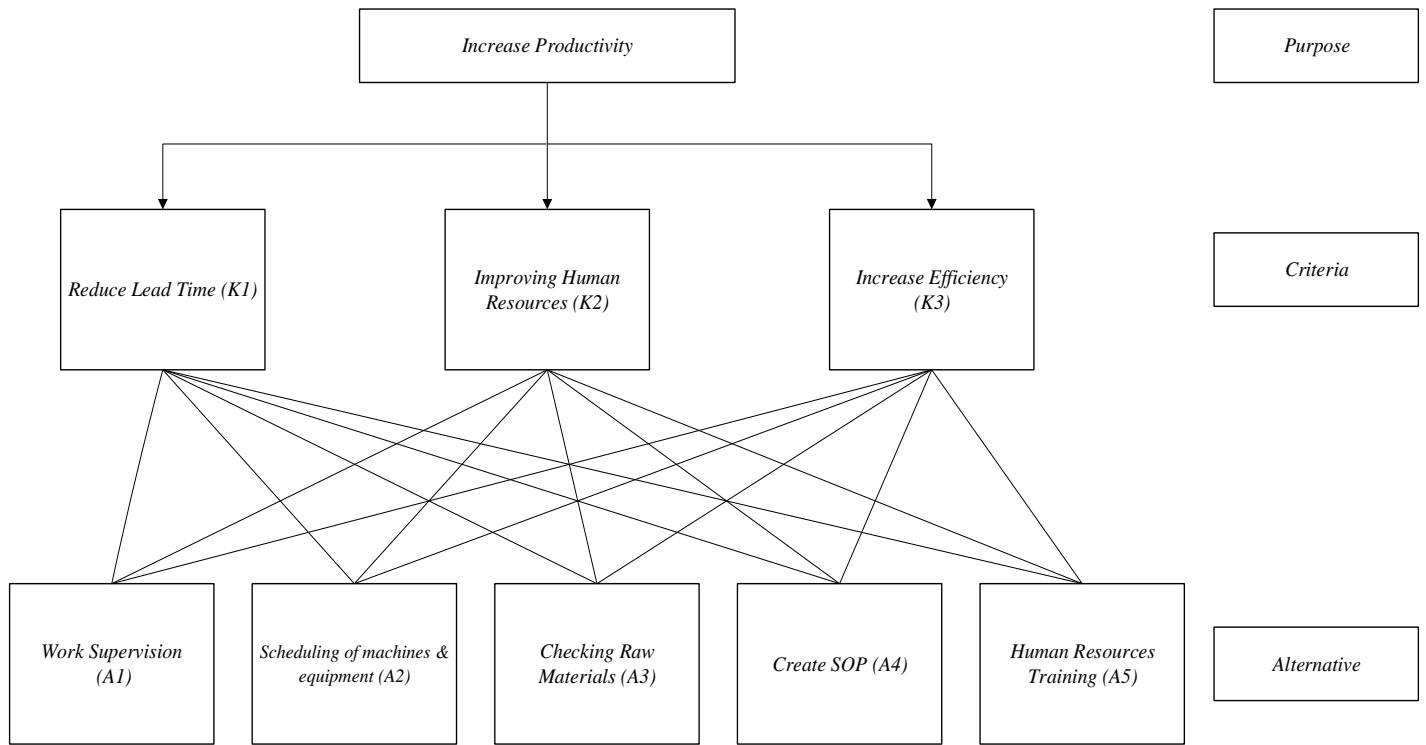 Increase Productivity
Purpose
Reduce Lead Time (K1)
Improving Human
Resources (K2)
Increase Efficiency
(K3)
Criteria
Work Supervision
(A1)
Scheduling of machines &
equipment (A2)
Checking Raw
Materials (A3)
Create SOP (A4)
Human Resources
Training (A5)
Alternative